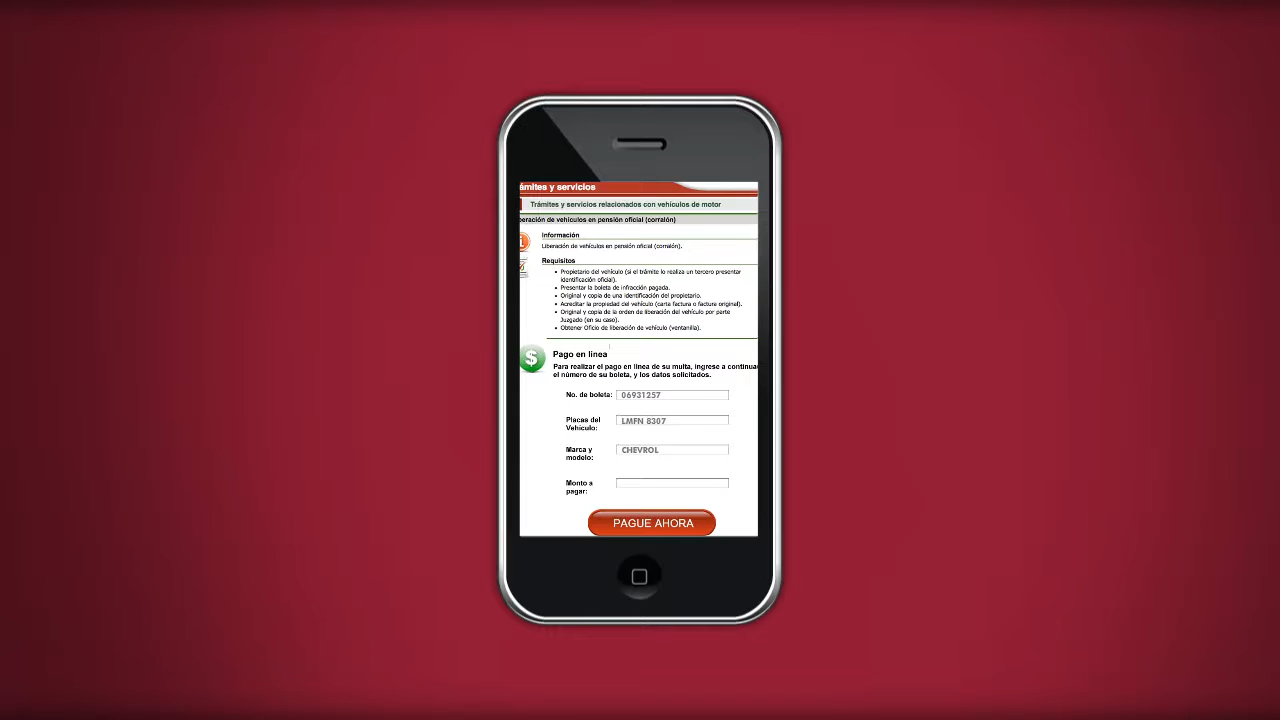 ámites y servicios
Trámites y servicios relacionados con vehículos de motor
beración de vehículos en pensión oficial (corralón)
Información
Liberación de vehículos en pensión oficial (corralón).
Requisitos
• Propietario del vehículo (si el trámite lo realiza un tercero presentar
identificación oficial).
• Presentar la boleta de infracción pagada.
• Original y copia de una identificación del propietario.
• Acreditar la propiedad del vehículo (carta factura o factura original).
• Original y copia de la orden de liberación del vehículo por parte
Juzgado (en su caso).
• Obtener Oficio de liberación de vehículo (ventanilla).
$
Pago en linea
Para realizar el pago en linea de su multa, ingrese a continua
el número de su boleta, y los datos solicitados.
No. de boleta: 06931257
Placas del
Vehículo: LMFN 8307
Marca y
modelo: CHEVROL
Monto a
pagar:
PAGUE AHORA